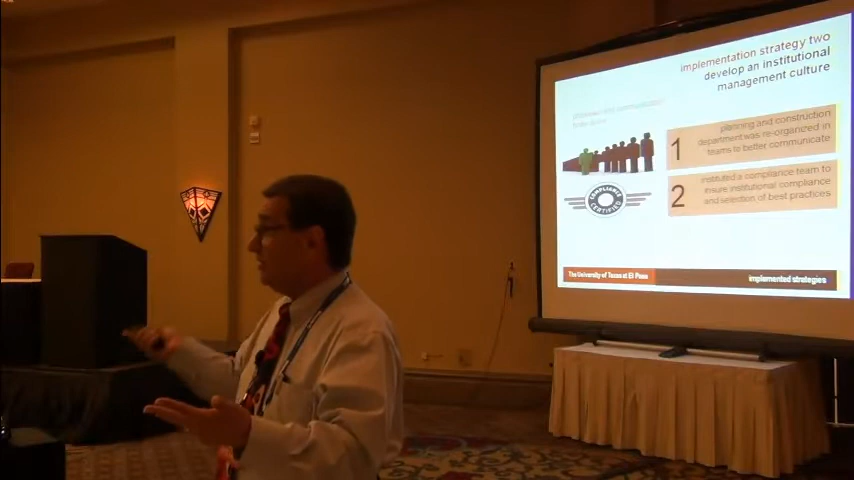 implementation strategy two
develop an institutional
management culture
1
planning and construction
department was re-organized in
teams to better communicate
COMPLIANCE
CERTIFIED
2
instituted a compliance team to
insure institutional compliance
and selection of best practices
The University of Texas at El Paso
implemented strategies